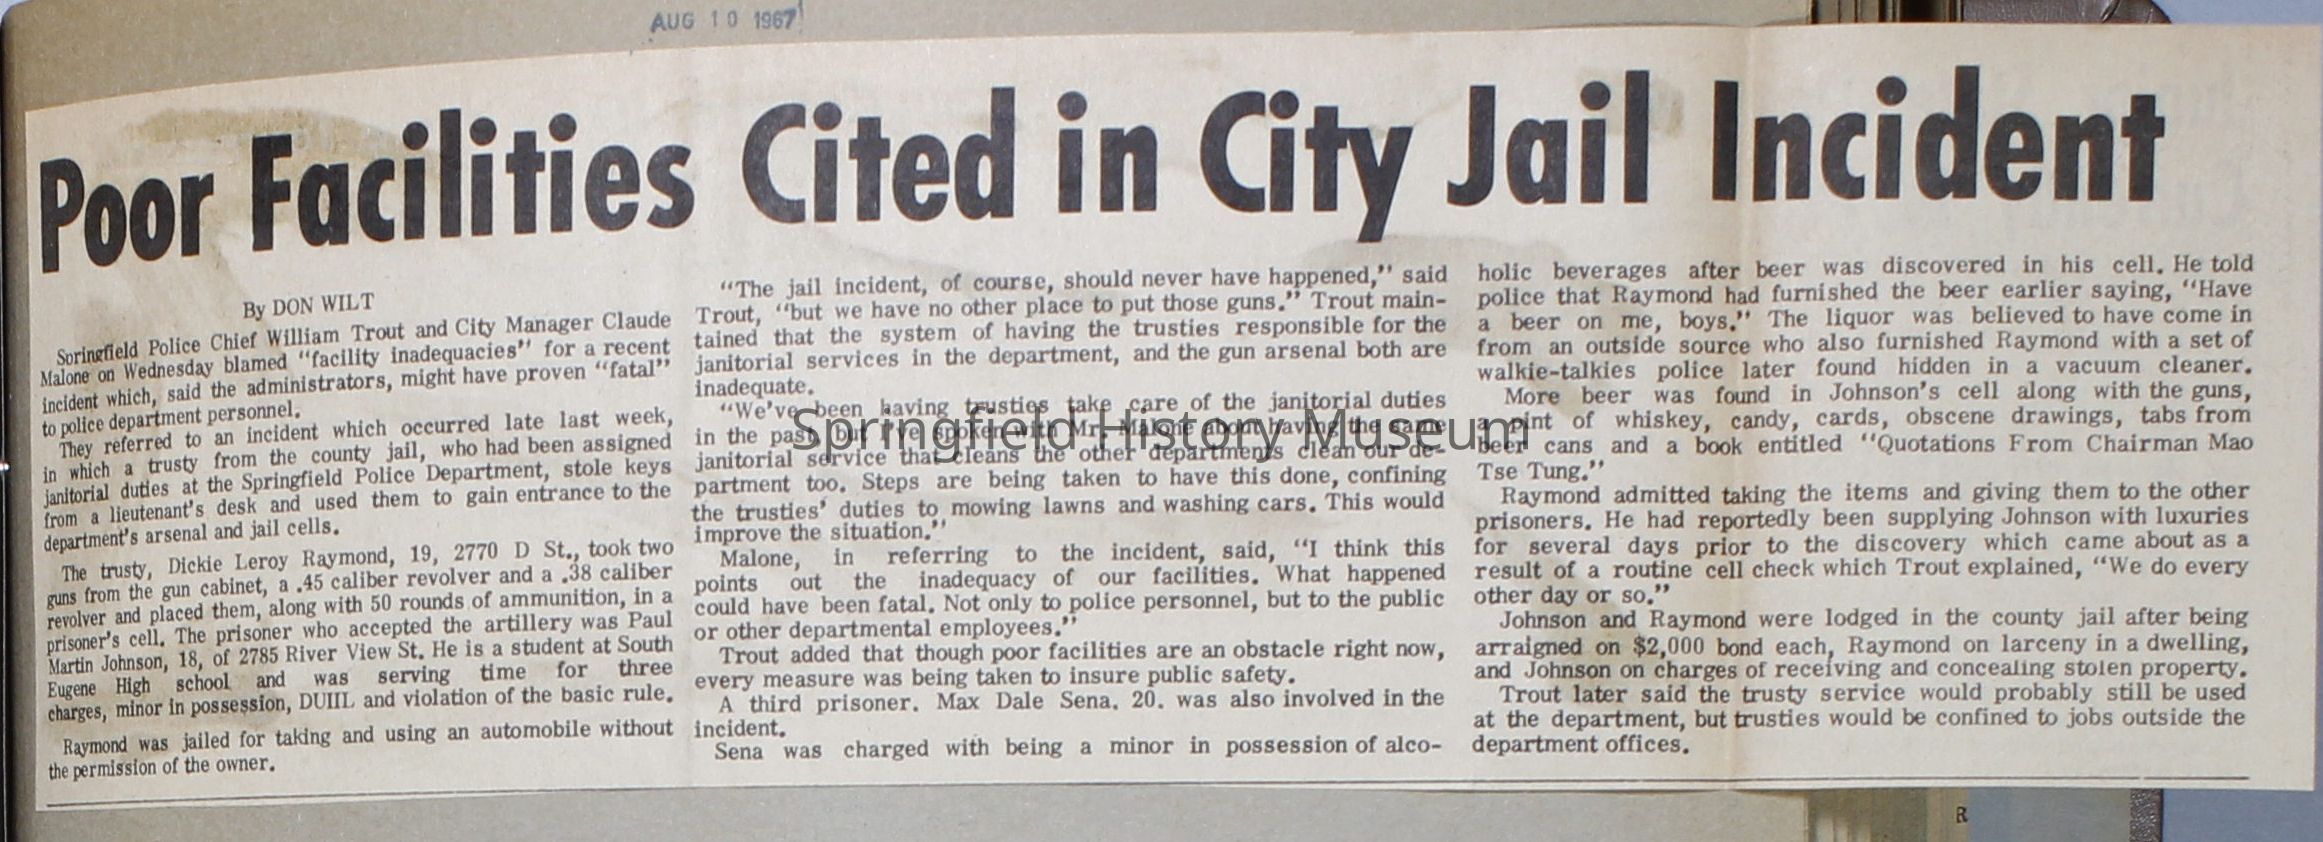 AUG 10 1967
Poor Facilities Cited in City Jail Incident
By DON WILT
Soringfield Police Chief William Trout and City Manager Claude
Malone on Wednesday blamed "facility inadequacies" for a recent
incident which, said the administrators, might have proven "fatal"
to police department personnel.
They referred to an incident which occurred late last week,
in which a trusty from the county jail, who had been assigned
janitorial duties at the Springfield Police Department, stole keys
from a lieutenant's desk and used them to gain entrance to the
department's arsenal and jail cells.
The trusty, Dickie Leroy Raymond, 19, 2770 D St., took two
guns from the gun cabinet, a .45 caliber revolver and a .38 caliber
revolver and placed them, along with 50 rounds of ammunition, in a
prisoner's cell. The prisoner who accepted the artillery was Paul
Martin Johnson, 18, of 2785 River View St. He is a student at South
Eugene High school and was serving time for three
charges, minor in possession, DUIIL and violation of the basic rule.
Raymond was jailed for taking and using an automobile without
the permission of the owner.
"The jail incident, of course, should never have happened," said
Trout, "but we have no other place to put those guns." Trout main-
tained that the system of having the trusties responsible for the
janitorial services in the department, and the gun arsenal both are
inadequate.
"We've been having trusties take care of the janitorial duties
in the past, but I've spoken with Mr. Malone about having the same
janitorial service that cleans the other departments clean our de-
partment too. Steps are being taken to have this done, confining
the trusties' duties to mowing lawns and washing cars. This would
improve the situation."
Malone, in referring to the incident, said, "I think this
points out the inadequacy of our facilities. What happened
could have been fatal. Not only to police personnel, but to the public
or other departmental employees."
Trout added that though poor facilities are an obstacle right now,
every measure was being taken to insure public safety.
A third prisoner. Max Dale Sena. 20. was also involved in the
incident.
Sena was charged with being a minor in possession of alco-
holic beverages after beer was discovered in his cell. He told
police that Raymond had furnished the beer earlier saying, "Have
a beer on me, boys." The liquor was believed to have come in
from an outside source who also furnished Raymond with a set of
walkie-talkies police later found hidden in a vacuum cleaner.
More beer was found in Johnson's cell along with the guns,
a pint of whiskey, candy, cards, obscene drawings, tabs from
beer cans and a book entitled "Quotations From Chairman Mao
Tse Tung."
Raymond admitted taking the items and giving them to the other
prisoners. He had reportedly been supplying Johnson with luxuries
for several days prior to the discovery which came about as a
result of a routine cell check which Trout explained, "We do every
other day or so."
Johnson and Raymond were lodged in the county jail after being
arraigned on $2,000 bond each, Raymond on larceny in a dwelling,
and Johnson on charges of receiving and concealing stolen property.
Trout later said the trusty service would probably still be used
at the department, but trusties would be confined to jobs outside the
department offices.
Springfield History Museum
R